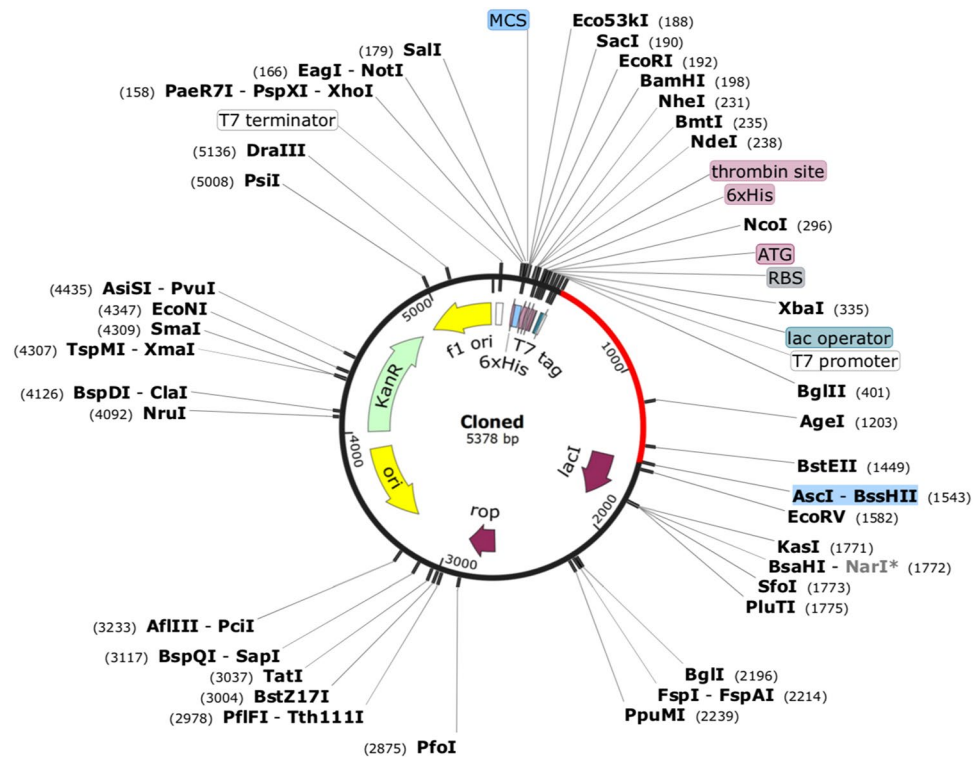 MCS
Eco53kI (188)
SacI (190)
EcoRI (192)
BamHI (198)
NheI (231)
BmtI (235)
NdeI (238)
thrombin site
6xHis
NcoI (296)
ATG
RBS
XbaI (335)
lac operator
T7 promoter
BglII (401)
AgeI (1203)
BstEII (1449)
AscI - BssHII (1543)
EcoRV (1582)
KasI (1771)
BsaHI - NarI* (1772)
SfoI (1773)
PluTI (1775)
BglI (2196)
FspI - FspAI (2214)
PpuMI (2239)
(2875) PfoI
(2978) PflFI - Tth111I
(3004) BstZ17I
(3037) TatI
(3117) BspQI - SapI
(3233) AflIII - PciI
(4092) NruI
(4126) BspDI - ClaI
(4307) TspMI - XmaI
(4309) SmaI
(4347) EcoNI
(4435) AsiSI - PvuI
(5008) PsiI
(5136) DraIII
T7 terminator
(158) PaeR7I - PspXI - XhoI
(166) EagI - NotI
(179) SalI
1000
2000
3000
4000
5000
f1 ori
6xHis
T7 tag
KanR
ori
rop
lacI
Cloned
5378 bp